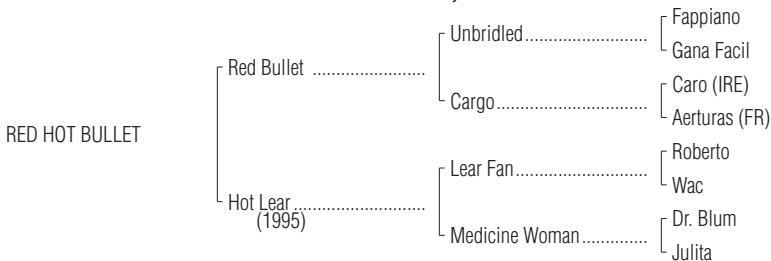 Fappiano
Unbridled
Gana Facil
Red Bullet
Caro (IRE)
Cargo
Aerturas (FR)
RED HOT BULLET
Roberto
Lear Fan
Wac
Hot Lear
(1995)
Dr. Blum
Medicine Woman
Julita